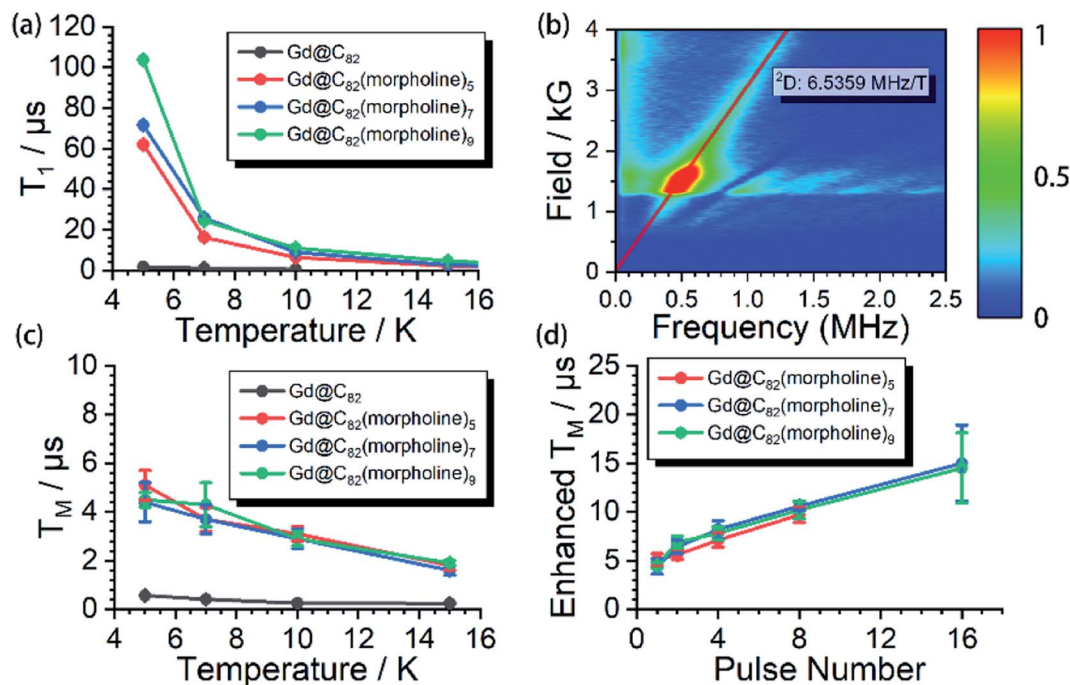 (a)
120
100
80
60
40
20
0
T₁ / µs
Gd@C₈₂
Gd@C₈₂(morpholine)₅
Gd@C₈₂(morpholine)₇
Gd@C₈₂(morpholine)₉
4 6 8 10 12 14 16
Temperature / K
(b)
4
3
2
1
0
Field / kG
²D: 6.5359 MHz/T
0.0 0.5 1.0 1.5 2.0 2.5
Frequency (MHz)
1
0.5
0
(c)
10
8
6
4
2
0
T_M / µs
Gd@C₈₂
Gd@C₈₂(morpholine)₅
Gd@C₈₂(morpholine)₇
Gd@C₈₂(morpholine)₉
4 6 8 10 12 14 16
Temperature / K
(d)
25
20
15
10
5
0
Enhanced T_M / µs
Gd@C₈₂(morpholine)₅
Gd@C₈₂(morpholine)₇
Gd@C₈₂(morpholine)₉
0 4 8 12 16
Pulse Number